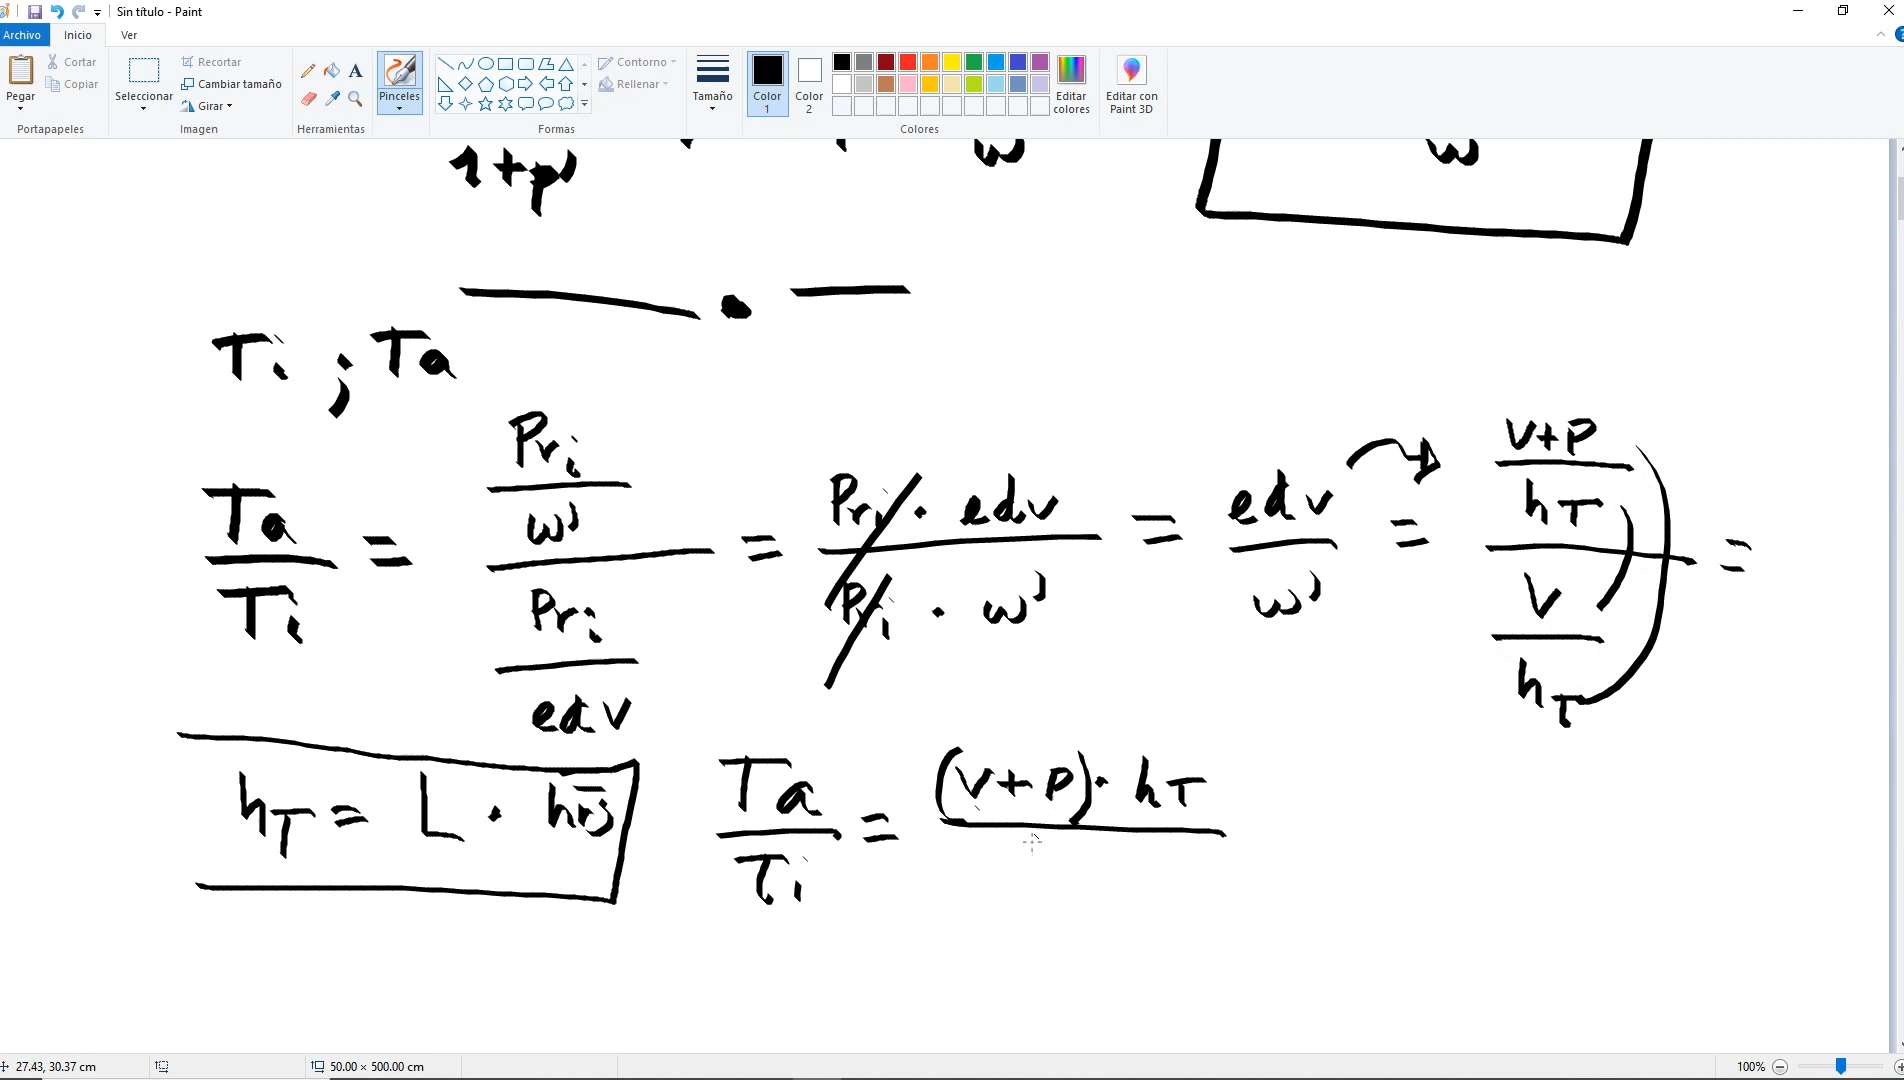 Sin título - Paint
Archivo Inicio Ver
Pegar
Cortar
Copiar
Portapapeles
Seleccionar
Recortar
Cambiar tamaño
Girar
Imagen
A
Herramientas
Pinceles
Contorno
Rellenar
Formas
Tamaño
Color 1
Color 2
Editar colores
Editar con Paint 3D
Colores
1+p'
w
w
Ti ; Ta
Ta/Ti = (Pri/w')/(Pri/edv) = (Pri · edv)/(Pri · w') = edv/w' = ((V+P)/hT)/(V/hT) =
hT = L · hrs
Ta/Ti = (V+P) · hT
27.43, 30.37 cm
50.00 × 500.00 cm
100%